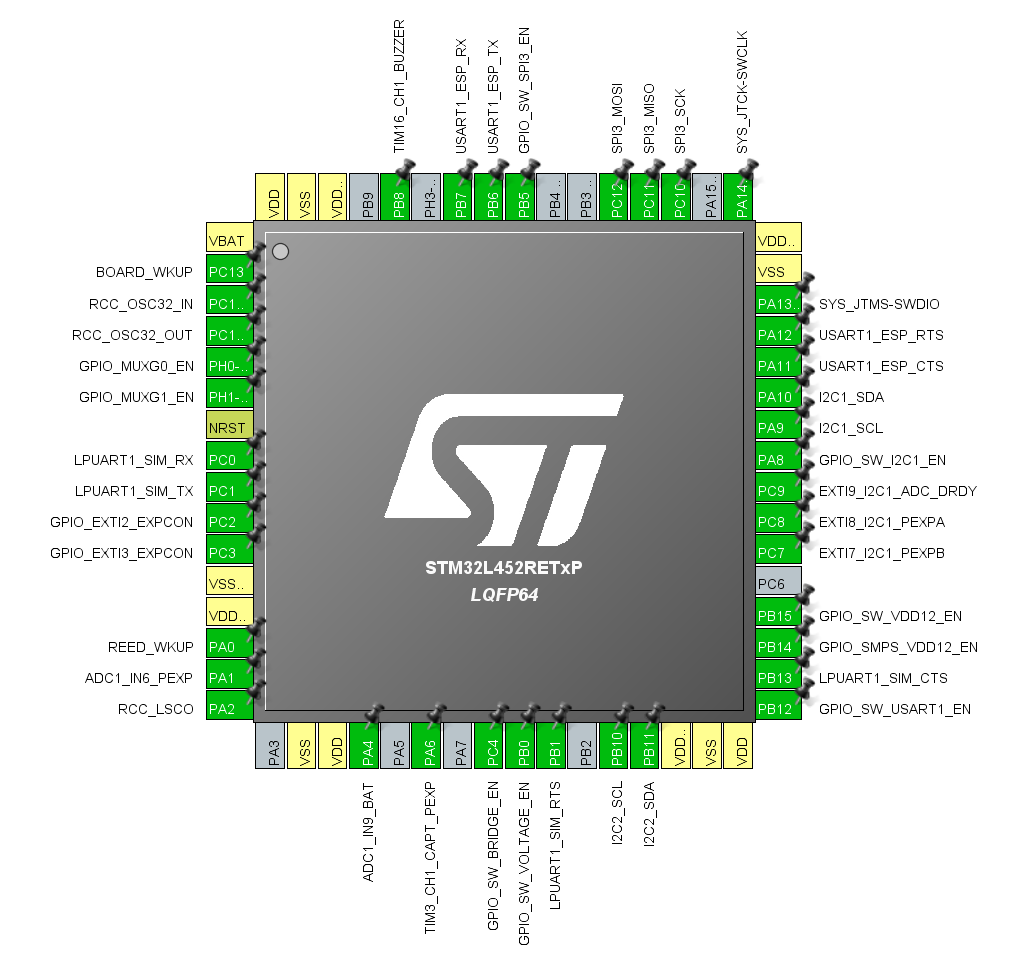 TIM16_CH1_BUZZER
USART1_ESP_RX
USART1_ESP_TX
GPIO_SW_SPI3_EN
SPI3_MOSI
SPI3_MISO
SPI3_SCK
SYS_JTCK-SWCLK
VDD
VSS
VDD..
PB9
PB8
PH3-..
PB7
PB6
PB5
PB4 ..
PB3 ..
PC12
PC11
PC10
PA15..
PA14..
VBAT
BOARD_WKUP PC13
RCC_OSC32_IN PC1..
RCC_OSC32_OUT PC1..
GPIO_MUXG0_EN PH0-..
GPIO_MUXG1_EN PH1-..
NRST
LPUART1_SIM_RX PC0
LPUART1_SIM_TX PC1
GPIO_EXTI2_EXPCON PC2
GPIO_EXTI3_EXPCON PC3
VSS..
VDD..
REED_WKUP PA0
ADC1_IN6_PEXP PA1
RCC_LSCO PA2
ST
STM32L452RETxP
LQFP64
VDD..
VSS
PA13.. SYS_JTMS-SWDIO
PA12 USART1_ESP_RTS
PA11 USART1_ESP_CTS
PA10 I2C1_SDA
PA9 I2C1_SCL
PA8 GPIO_SW_I2C1_EN
PC9 EXTI9_I2C1_ADC_DRDY
PC8 EXTI8_I2C1_PEXPA
PC7 EXTI7_I2C1_PEXPB
PC6
PB15 GPIO_SW_VDD12_EN
PB14 GPIO_SMPS_VDD12_EN
PB13 LPUART1_SIM_CTS
PB12 GPIO_SW_USART1_EN
PA3
VSS
VDD
PA4
PA5
PA6
PA7
PC4
PB0
PB1
PB2
PB10
PB11
VDD..
VSS
VDD
ADC1_IN9_BAT
TIM3_CH1_CAPT_PEXP
GPIO_SW_BRIDGE_EN
GPIO_SW_VOLTAGE_EN
LPUART1_SIM_RTS
I2C2_SCL
I2C2_SDA